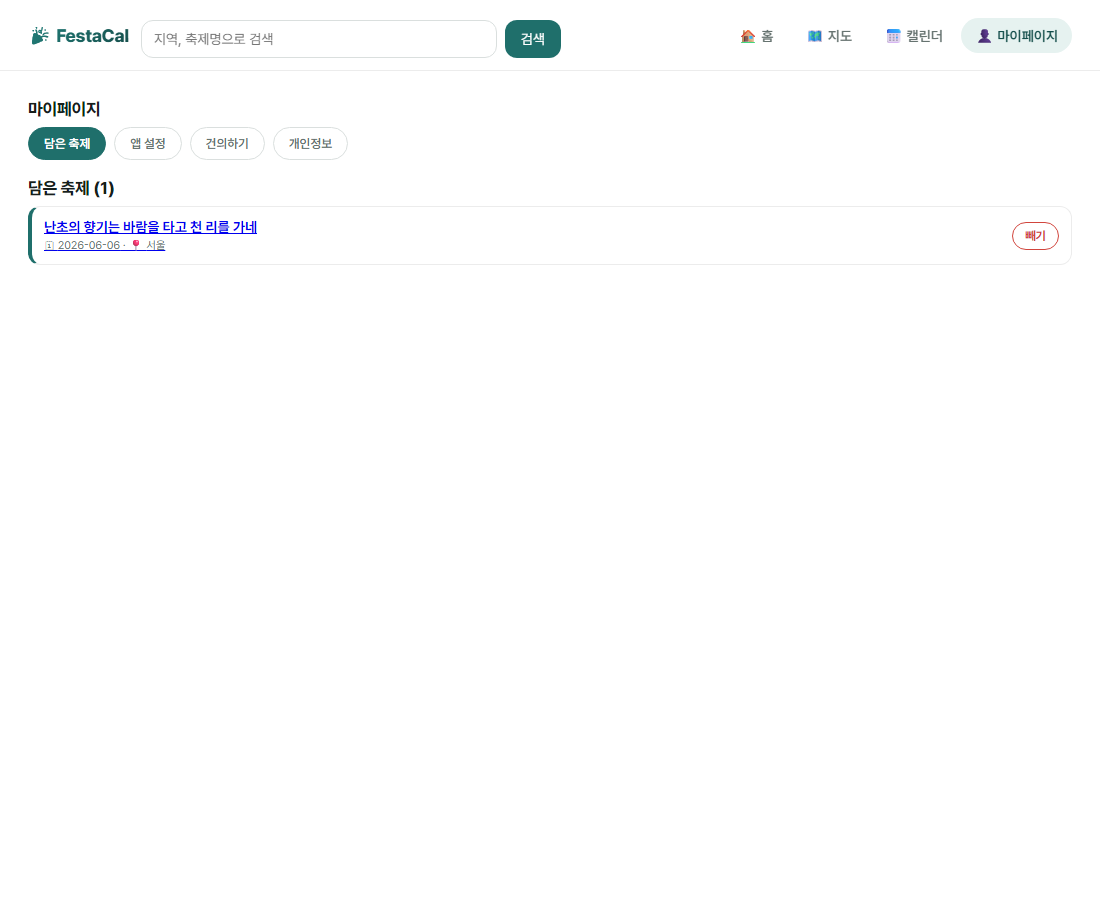 FestaCal
지역, 축제명으로 검색
검색
홈
지도
캘린더
마이페이지
마이페이지
담은 축제
앱 설정
건의하기
개인정보
담은 축제 (1)
난초의 향기는 바람을 타고 천 리를 가네
2026-06-06 · 서울
빼기